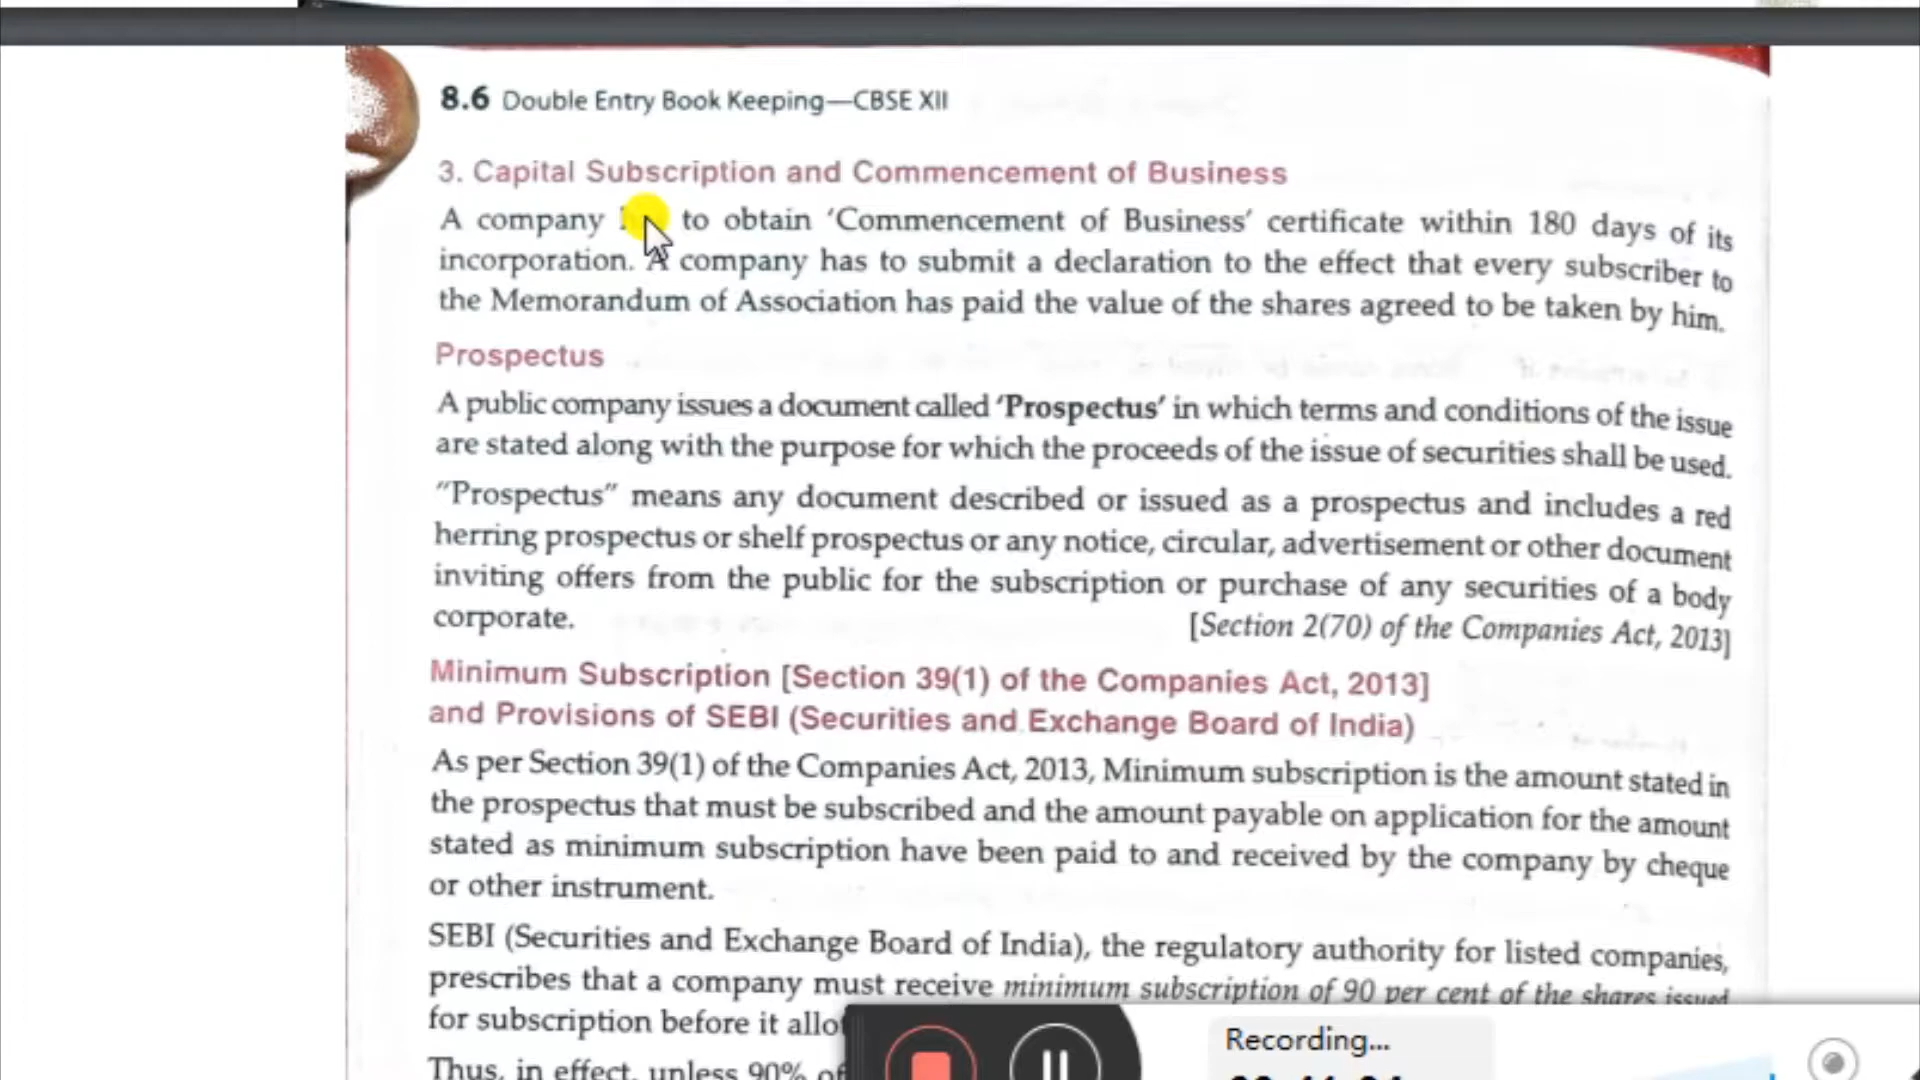 8.6 Double Entry Book Keeping—CBSE XII
3. Capital Subscription and Commencement of Business
A company to obtain ‘Commencement of Business’ certificate within 180 days of its
incorporation. A company has to submit a declaration to the effect that every subscriber to
the Memorandum of Association has paid the value of the shares agreed to be taken by him.
Prospectus
A public company issues a document called ‘Prospectus’ in which terms and conditions of the issue
are stated along with the purpose for which the proceeds of the issue of securities shall be used.
“Prospectus” means any document described or issued as a prospectus and includes a red
herring prospectus or shelf prospectus or any notice, circular, advertisement or other document
inviting offers from the public for the subscription or purchase of any securities of a body
corporate. [Section 2(70) of the Companies Act, 2013]
Minimum Subscription [Section 39(1) of the Companies Act, 2013]
and Provisions of SEBI (Securities and Exchange Board of India)
As per Section 39(1) of the Companies Act, 2013, Minimum subscription is the amount stated in
the prospectus that must be subscribed and the amount payable on application for the amount
stated as minimum subscription have been paid to and received by the company by cheque
or other instrument.
SEBI (Securities and Exchange Board of India), the regulatory authority for listed companies,
prescribes that a company must receive minimum subscription of 90 per cent of the shares issued
for subscription before it allo
Thus, in effect, unless 90% of
Recording...